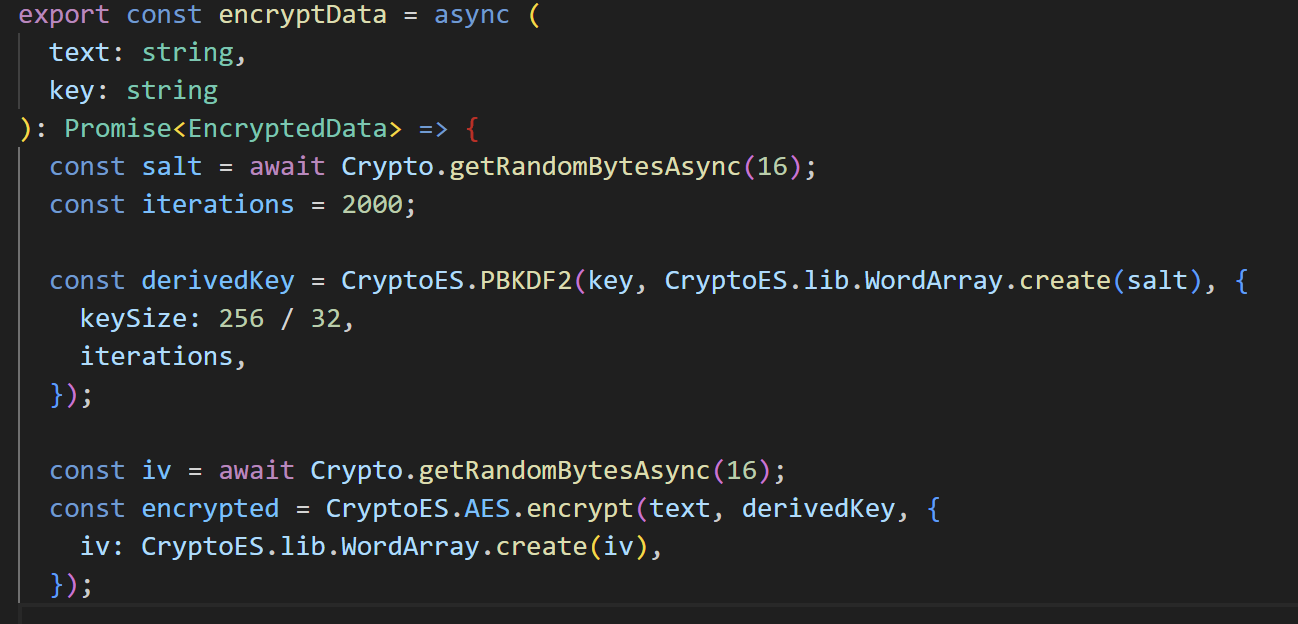 export const encryptData = async (
text: string,
key: string
): Promise<EncryptedData> => {
const salt = await Crypto.getRandomBytesAsync(16);
const iterations = 2000;
const derivedKey = CryptoES.PBKDF2(key, CryptoES.lib.WordArray.create(salt), {
keySize: 256 / 32,
iterations,
});
const iv = await Crypto.getRandomBytesAsync(16);
const encrypted = CryptoES.AES.encrypt(text, derivedKey, {
iv: CryptoES.lib.WordArray.create(iv),
});